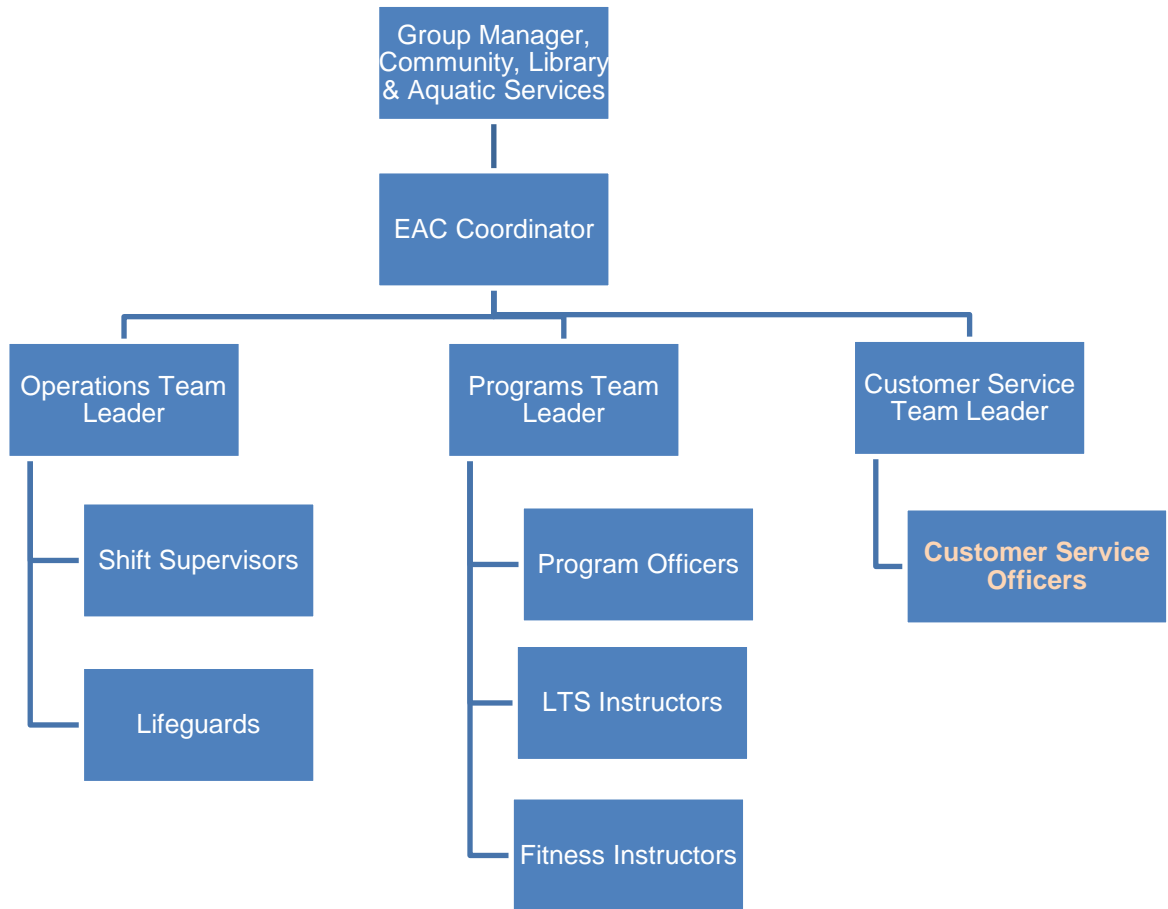 Group Manager,
Community, Library
& Aquatic Services
EAC Coordinator
Operations Team
Leader
Programs Team
Leader
Customer Service
Team Leader
Shift Supervisors
Program Officers
Customer Service
Officers
Lifeguards
LTS Instructors
Fitness Instructors